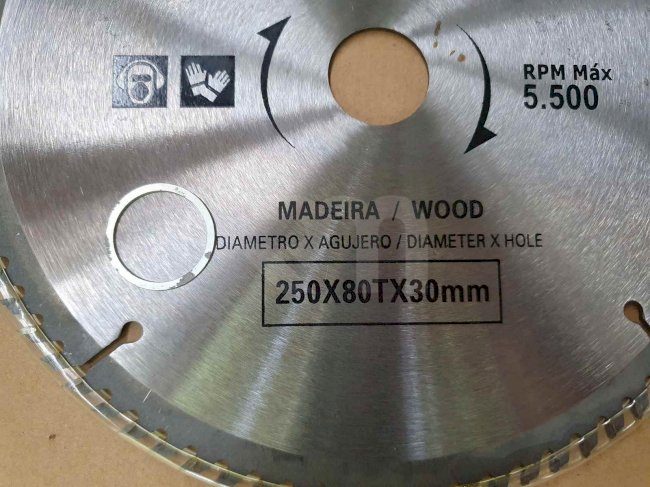 RPM Máx
5.500
MADEIRA / WOOD
DIAMETRO X AGUJERO / DIAMETER X HOLE
250X80TX30mm